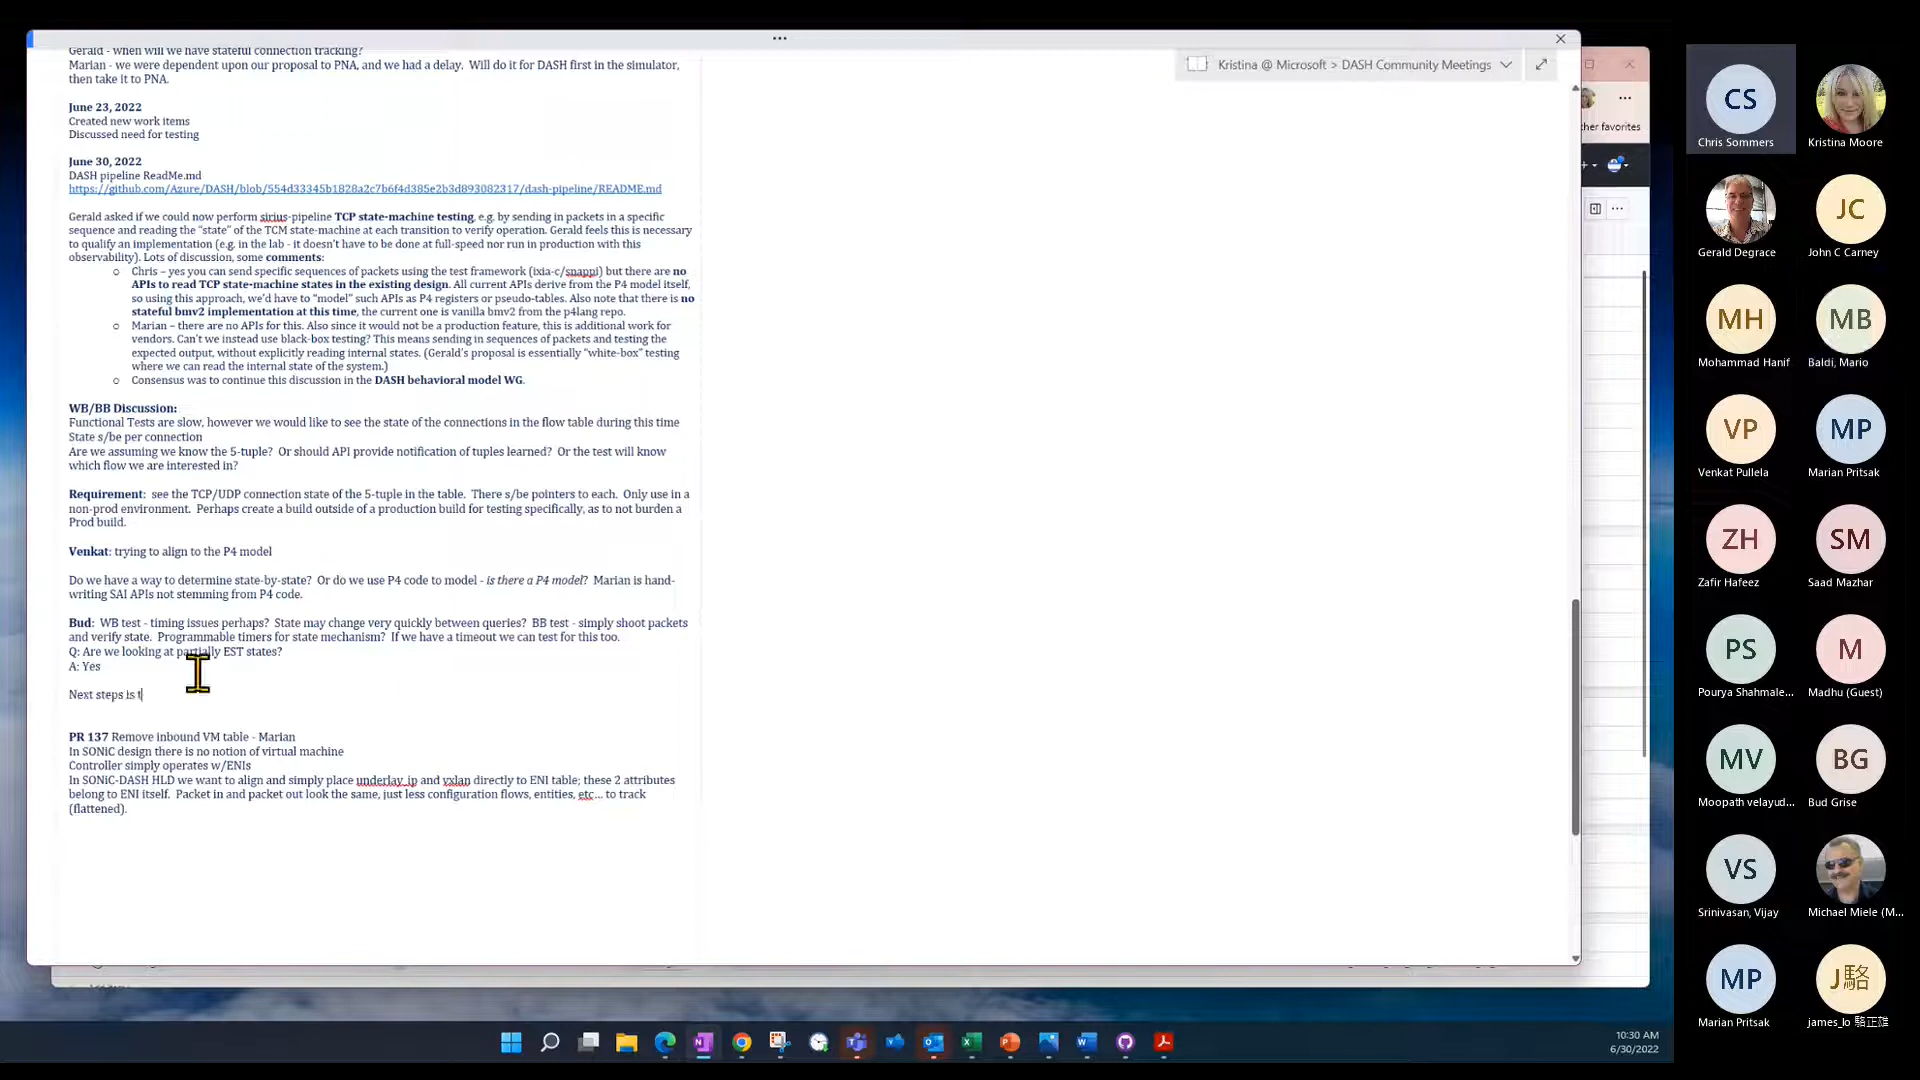 Gerald - when will we have stateful connection tracking?
Marian - we were dependent upon our proposal to PNA, and we had a delay.  Will do it for DASH first in the simulator,
then take it to PNA.
June 23, 2022
Created new work items
Discussed need for testing
June 30, 2022
DASH pipeline ReadMe.md
https://github.com/Azure/DASH/blob/554d33345b1828a2c7b6f4d385e2b3d893082317/dash-pipeline/README.md
Gerald asked if we could now perform sirius-pipeline TCP state-machine testing, e.g. by sending in packets in a specific
sequence and reading the “state” of the TCM state-machine at each transition to verify operation. Gerald feels this is necessary
to qualify an implementation (e.g. in the lab - it doesn't have to be done at full-speed nor run in production with this
observability). Lots of discussion, some comments:
o Chris – yes you can send specific sequences of packets using the test framework (ixia-c/snappi) but there are no
APIs to read TCP state-machine states in the existing design. All current APIs derive from the P4 model itself,
so using this approach, we'd have to “model” such APIs as P4 registers or pseudo-tables. Also note that there is no
stateful bmv2 implementation at this time, the current one is vanilla bmv2 from the p4lang repo.
o Marian – there are no APIs for this. Also since it would not be a production feature, this is additional work for
vendors. Can't we instead use black-box testing? This means sending in sequences of packets and testing the
expected output, without explicitly reading internal states. (Gerald's proposal is essentially “white-box” testing
where we can read the internal state of the system.)
o Consensus was to continue this discussion in the DASH behavioral model WG.
WB/BB Discussion:
Functional Tests are slow, however we would like to see the state of the connections in the flow table during this time
State s/be per connection
Are we assuming we know the 5-tuple?  Or should API provide notification of tuples learned?  Or the test will know
which flow we are interested in?
Requirement:  see the TCP/UDP connection state of the 5-tuple in the table.  There s/be pointers to each.  Only use in a
non-prod environment.  Perhaps create a build outside of a production build for testing specifically, as to not burden a
Prod build.
Venkat: trying to align to the P4 model
Do we have a way to determine state-by-state?  Or do we use P4 code to model - is there a P4 model?  Marian is hand-
writing SAI APIs not stemming from P4 code.
Bud:  WB test - timing issues perhaps?  State may change very quickly between queries?  BB test - simply shoot packets
and verify state.  Programmable timers for state mechanism?  If we have a timeout we can test for this too.
Q: Are we looking at partially EST states?
A: Yes
Next steps is t
PR 137 Remove inbound VM table - Marian
In SONiC design there is no notion of virtual machine
Controller simply operates w/ENIs
In SONiC-DASH HLD we want to align and simply place underlay_ip and vxlan directly to ENI table; these 2 attributes
belong to ENI itself.  Packet in and packet out look the same, just less configuration flows, entities, etc... to track
(flattened).
Kristina @ Microsoft > DASH Community Meetings
her favorites
CS
Chris Sommers
Kristina Moore
Gerald Degrace
JC
John C Carney
MH
Mohammad Hanif
MB
Baldi, Mario
VP
Venkat Pullela
MP
Marian Pritsak
ZH
Zafir Hafeez
SM
Saad Mazhar
PS
Pourya Shahmale...
M
Madhu (Guest)
MV
Moopath velayud...
BG
Bud Grise
VS
Srinivasan, Vijay
Michael Miele (M...
MP
Marian Pritsak
J駱
james_lo 駱正雄
10:30 AM
6/30/2022